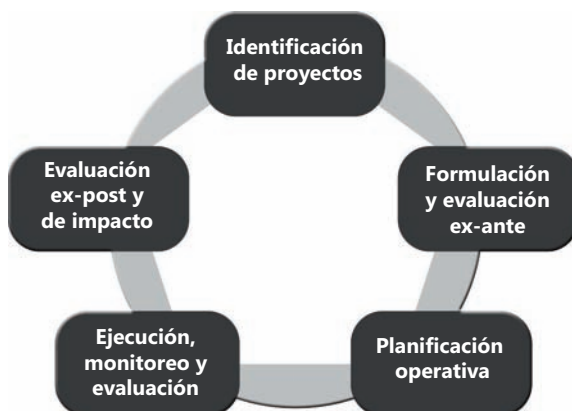 Identificación
de proyectos
Formulación
y evaluación
ex-ante
Planificación
operativa
Ejecución,
monitoreo y
evaluación
Evaluación
ex-post y
de impacto